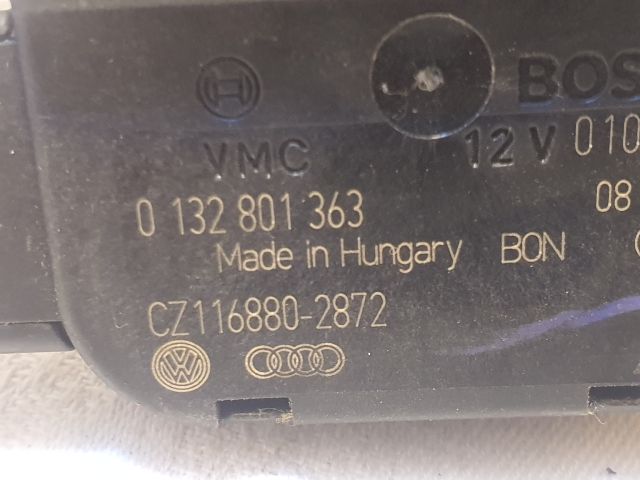 BOS
VMC 12 V 010
0 132 801 363 08
Made in Hungary BON
CZ116880-2872